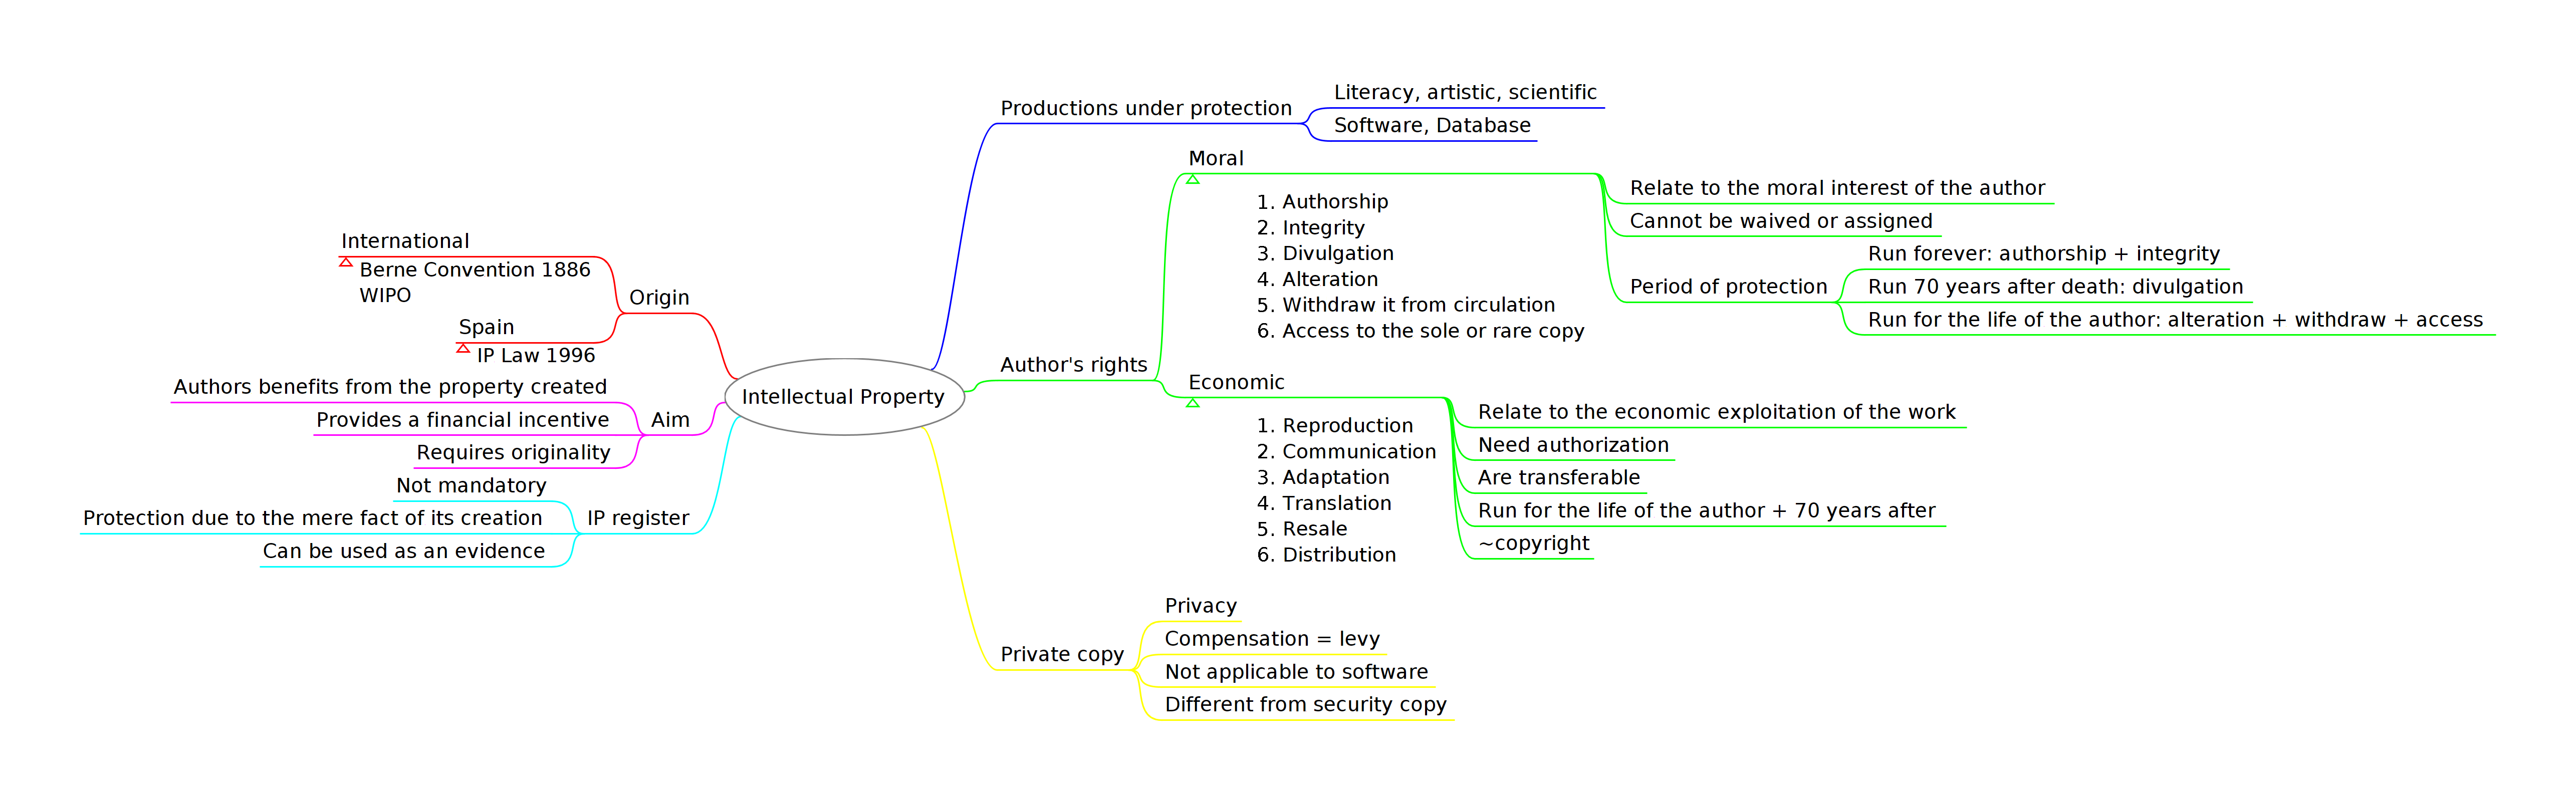 Intellectual Property
Productions under protection
Literacy, artistic, scientific
Software, Database
Author's rights
Moral
1. Authorship
2. Integrity
3. Divulgation
4. Alteration
5. Withdraw it from circulation
6. Access to the sole or rare copy
Relate to the moral interest of the author
Cannot be waived or assigned
Period of protection
Run forever: authorship + integrity
Run 70 years after death: divulgation
Run for the life of the author: alteration + withdraw + access
Economic
1. Reproduction
2. Communication
3. Adaptation
4. Translation
5. Resale
6. Distribution
Relate to the economic exploitation of the work
Need authorization
Are transferable
Run for the life of the author + 70 years after
~copyright
Private copy
Privacy
Compensation = levy
Not applicable to software
Different from security copy
Origin
International
Berne Convention 1886
WIPO
Spain
IP Law 1996
Aim
Authors benefits from the property created
Provides a financial incentive
Requires originality
IP register
Not mandatory
Protection due to the mere fact of its creation
Can be used as an evidence